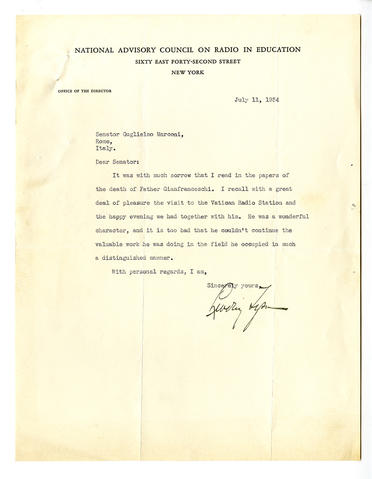 NATIONAL ADVISORY COUNCIL ON RADIO IN EDUCATION
SIXTY EAST FORTY-SECOND STREET
NEW YORK
OFFICE OF THE DIRECTOR
July 11, 1934
Senator Guglielmo Marconi,
Rome,
Italy.
Dear Senator:
It was with much sorrow that I read in the papers of
the death of Father Gianfranceschi. I recall with a great
deal of pleasure the visit to the Vatican Radio Station and
the happy evening we had together with him. He was a wonderful
character, and it is too bad that he couldn't continue the
valuable work he was doing in the field he occupied in such
a distinguished manner.
With personal regards, I am,
Sincerely yours,